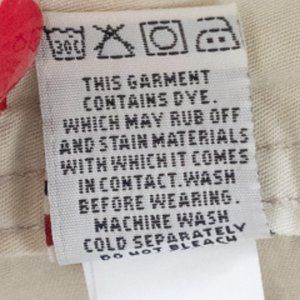 30C
THIS GARMENT
CONTAINS DYE.
WHICH MAY RUB OFF
AND STAIN MATERIALS
WITH WHICH IT COMES
IN CONTACT.WASH
BEFORE WEARING.
MACHINE WASH
COLD SEPARATELY
DO NOT BLEACH